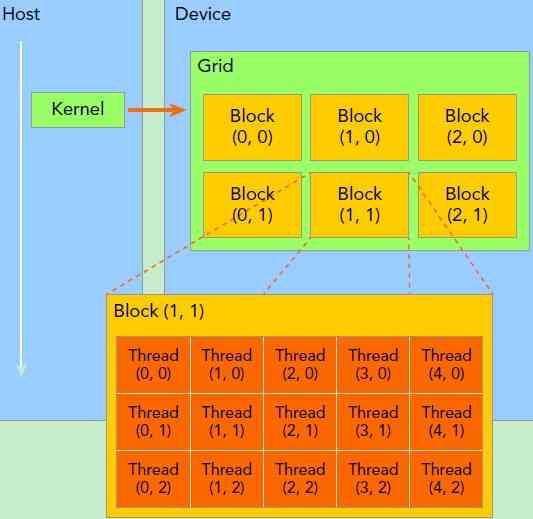 Host
Device
Grid
Kernel
Block
(0, 0)
Block
(1, 0)
Block
(2, 0)
Block
(0, 1)
Block
(1, 1)
Block
(2, 1)
Block (1, 1)
Thread
(0, 0)
Thread
(1, 0)
Thread
(2, 0)
Thread
(3, 0)
Thread
(4, 0)
Thread
(0, 1)
Thread
(1, 1)
Thread
(2, 1)
Thread
(3, 1)
Thread
(4, 1)
Thread
(0, 2)
Thread
(1, 2)
Thread
(2, 2)
Thread
(3, 2)
Thread
(4, 2)